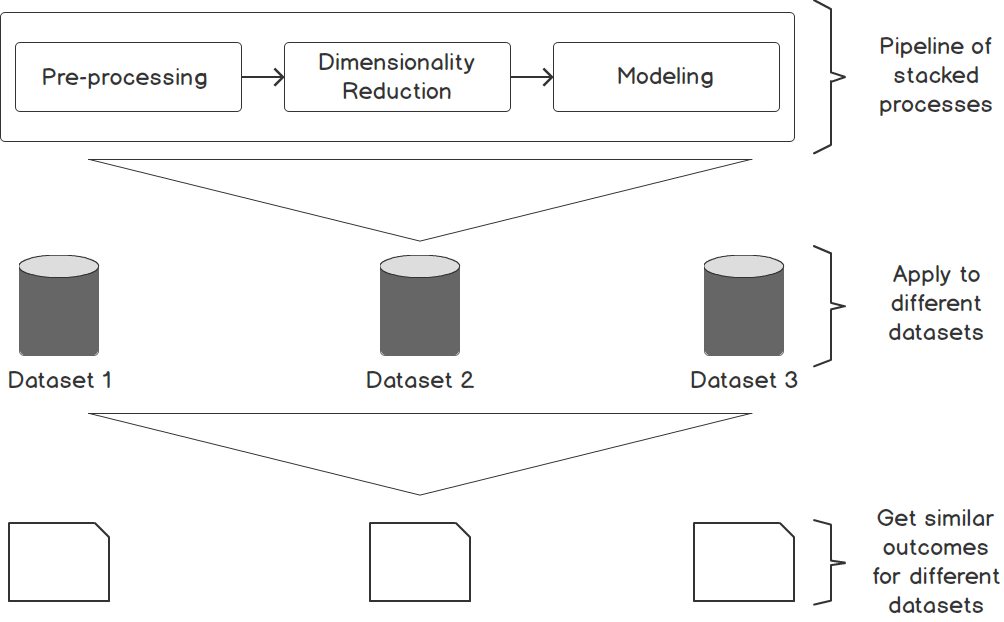 Pre-processing
Dimensionality
Reduction
Modeling
Pipeline of
stacked
processes
Dataset 1
Dataset 2
Dataset 3
Apply to
different
datasets
Get similar
outcomes
for different
datasets